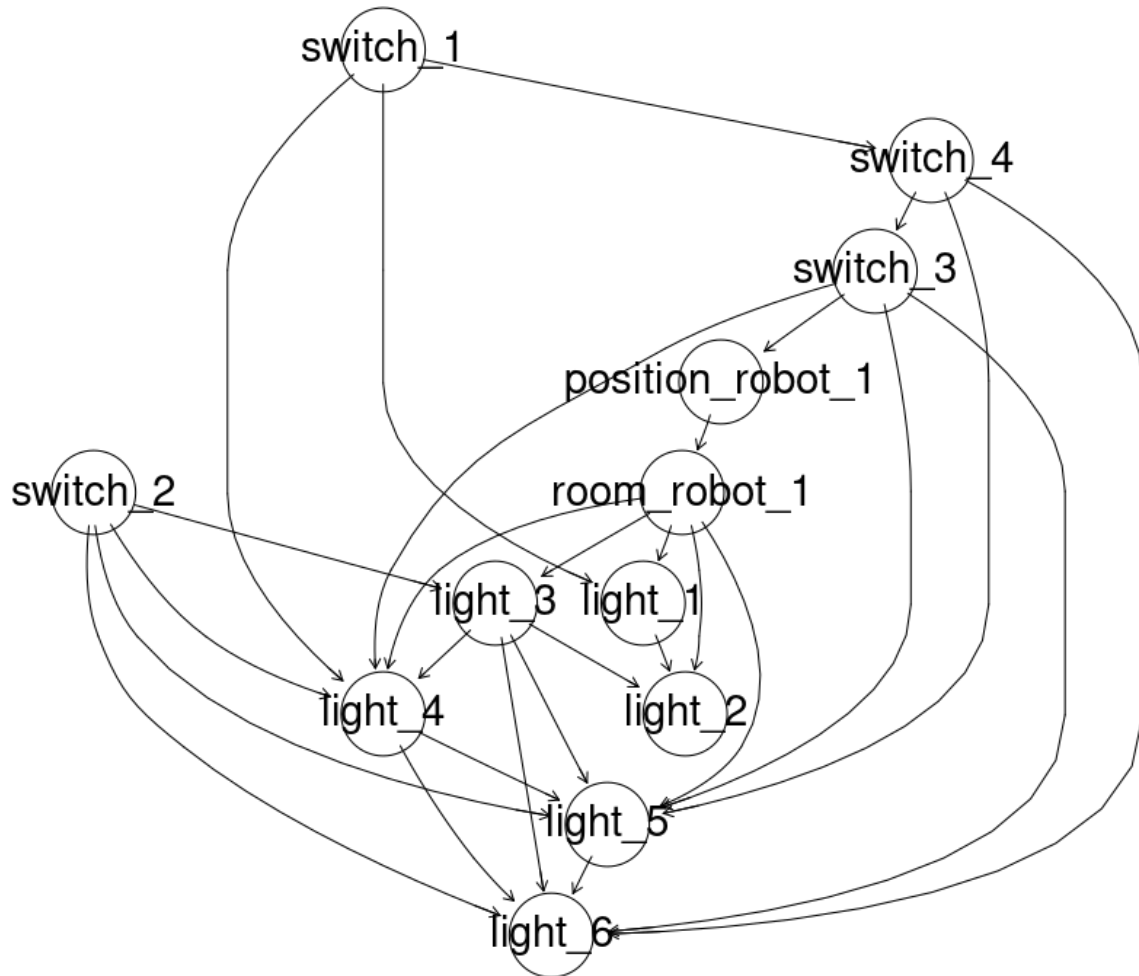 switch_1
switch_4
switch_3
position_robot_1
switch_2
room_robot_1
light_3
light_1
light_4
light_2
light_5
light_6